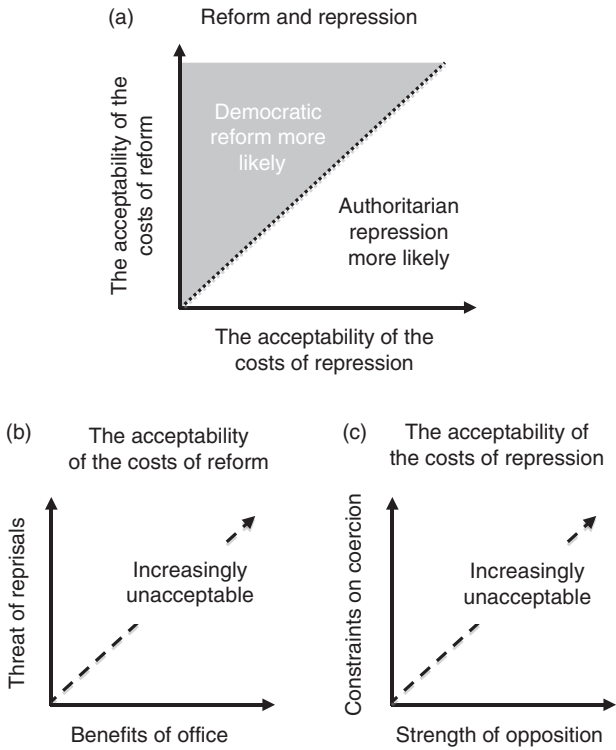 (a)
Reform and repression
The acceptability of the
costs of reform
Democratic
reform more
likely
Authoritarian
repression
more likely
The acceptability of the
costs of repression
(b)
The acceptability
of the costs of reform
Threat of reprisals
Increasingly
unacceptable
Benefits of office
(c)
The acceptability of
the costs of repression
Constraints on coercion
Increasingly
unacceptable
Strength of opposition